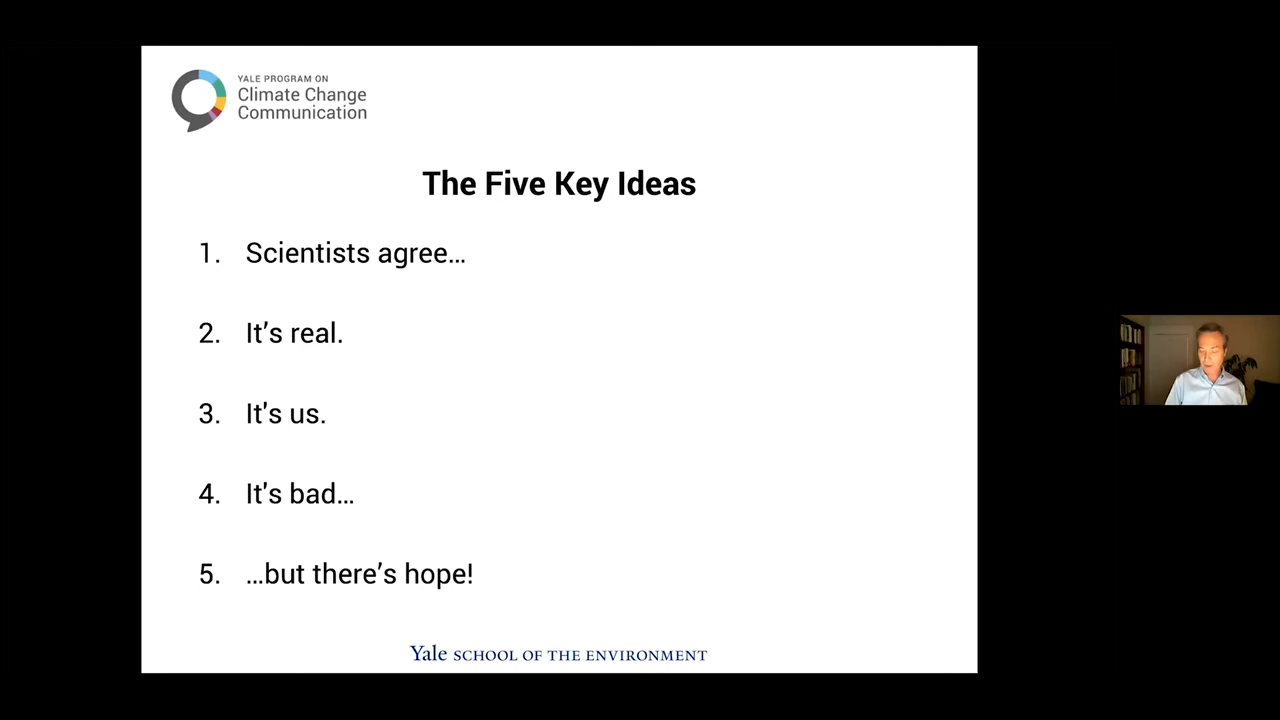 YALE PROGRAM ON
Climate Change
Communication
The Five Key Ideas
1. Scientists agree…
2. It’s real.
3. It's us.
4. It's bad…
5. …but there’s hope!
Yale SCHOOL OF THE ENVIRONMENT